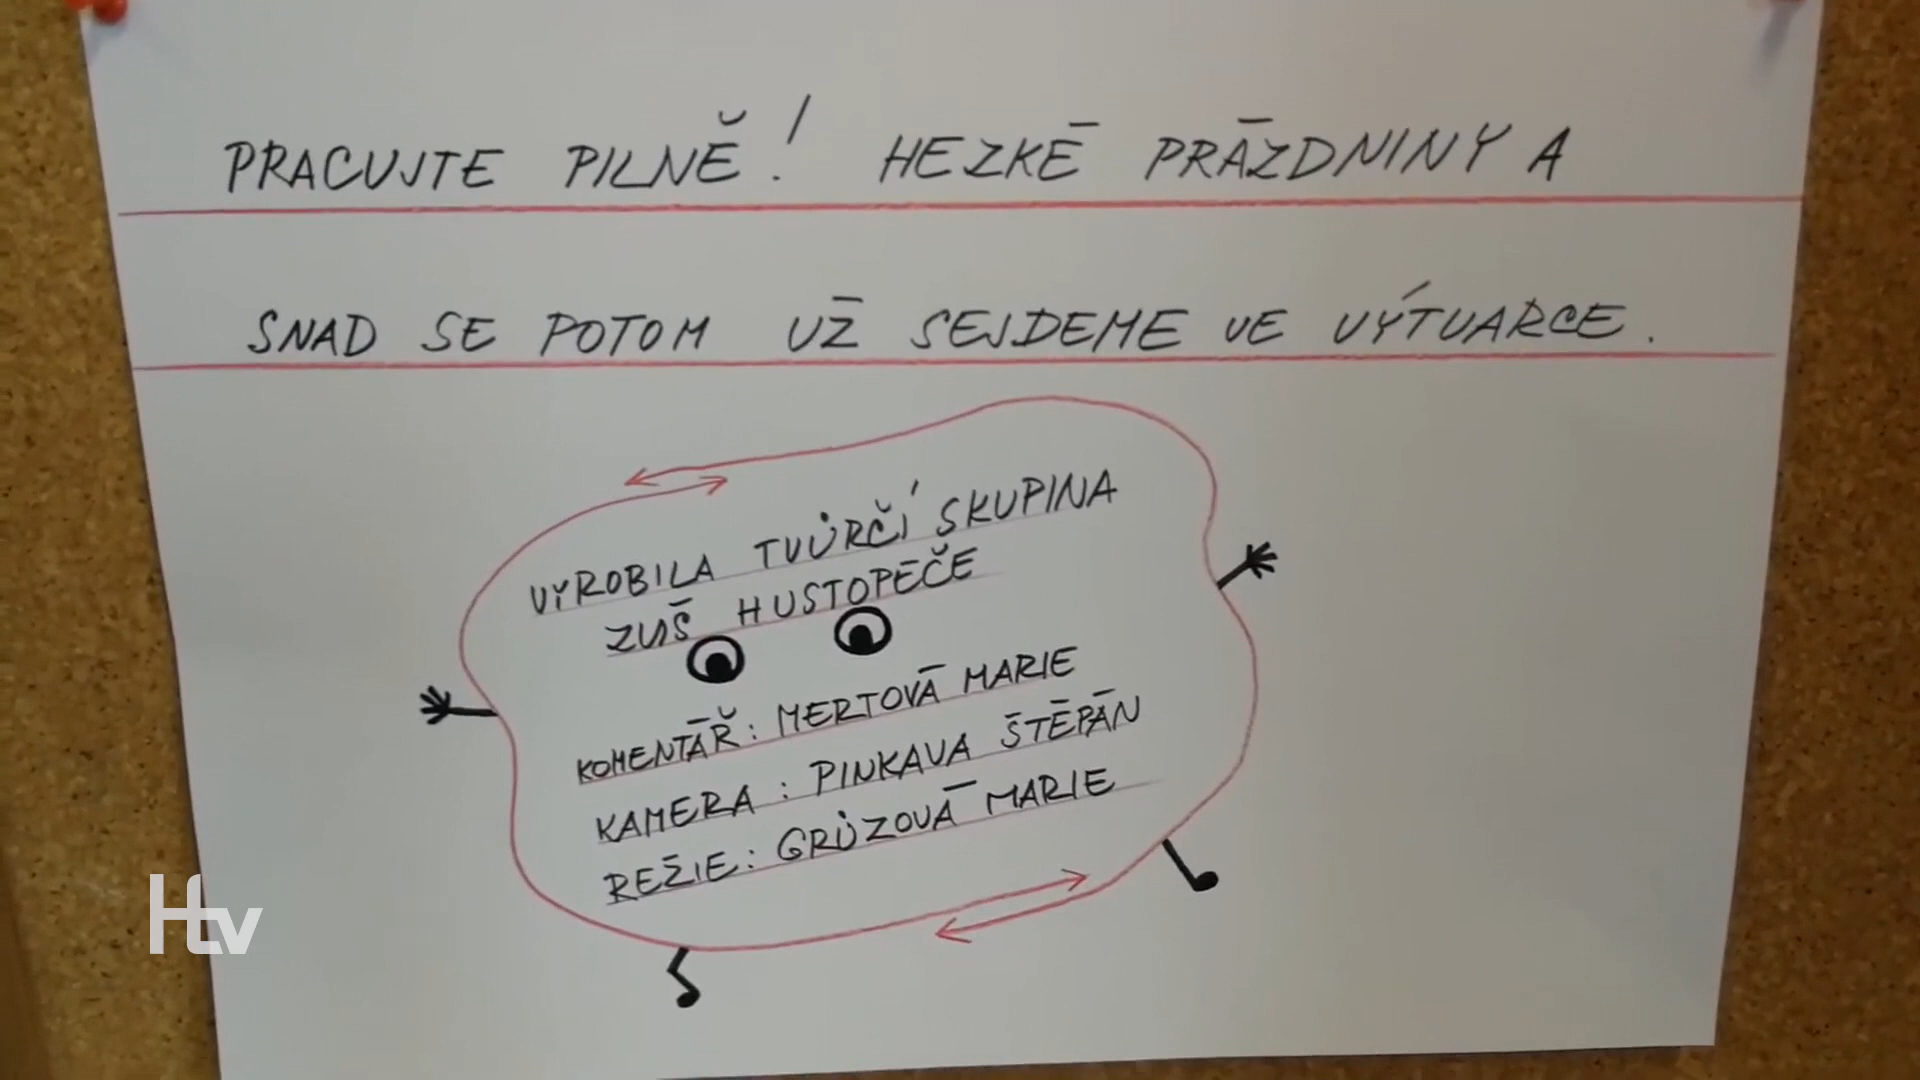 PRACUJTE PILNĚ! HEZKÉ PRÁZDNINY A
SNAD SE POTOM UŽ SEJDEME VE VÝTVARCE.
VYROBILA TVŮRČÍ SKUPINA
ZUŠ HUSTOPEČE
KOMENTÁŘ: MERTOVÁ MARIE
KAMERA: PINKAVA ŠTĚPÁN
REŽIE: GRŮZOVÁ MARIE
Htv